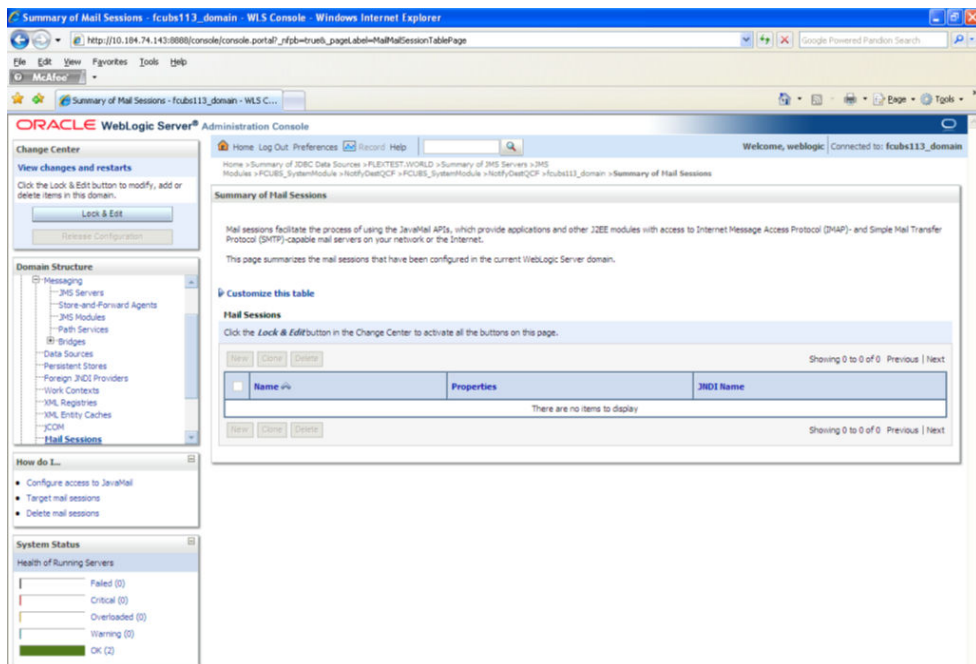 Summary of Mail Sessions - fcubs113_domain - WLS Console - Windows Internet Explorer
http://10.184.74.143:8888/console/console.portal?_nfpb=true&_pageLabel=MailMailSessionTablePage
Google Powered Pandion Search
File Edit View Favorites Tools Help
McAfee
Summary of Mail Sessions - fcubs113_domain - WLS C...
Page Tools
ORACLE WebLogic Server® Administration Console
Change Center
View changes and restarts
Click the Lock & Edit button to modify, add or
delete items in this domain.
Lock & Edit
Release Configuration
Domain Structure
Messaging
JMS Servers
Store-and-Forward Agents
JMS Modules
Path Services
Bridges
Data Sources
Persistent Stores
Foreign JNDI Providers
Work Contexts
XML Registries
XML Entity Caches
jCOM
Mail Sessions
How do I...
Configure access to JavaMail
Target mail sessions
Delete mail sessions
System Status
Health of Running Servers
Failed (0)
Critical (0)
Overloaded (0)
Warning (0)
OK (2)
Home Log Out Preferences Record Help
Welcome, weblogic Connected to: fcubs113_domain
Home >Summary of JDBC Data Sources >FLEXTEST.WORLD >Summary of JMS Servers >JMS
Modules >FCUBS_SystemModule >NotifyDestQCF >FCUBS_SystemModule >NotifyDestQCF >fcubs113_domain >Summary of Mail Sessions
Summary of Mail Sessions
Mail sessions facilitate the process of using the JavaMail APIs, which provide applications and other J2EE modules with access to Internet Message Access Protocol (IMAP)- and Simple Mail Transfer
Protocol (SMTP)-capable mail servers on your network or the Internet.
This page summarizes the mail sessions that have been configured in the current WebLogic Server domain.
Customize this table
Mail Sessions
Click the Lock & Edit button in the Change Center to activate all the buttons on this page.
New Clone Delete
Showing 0 to 0 of 0 Previous | Next
Name Properties JNDI Name
There are no items to display
New Clone Delete
Showing 0 to 0 of 0 Previous | Next